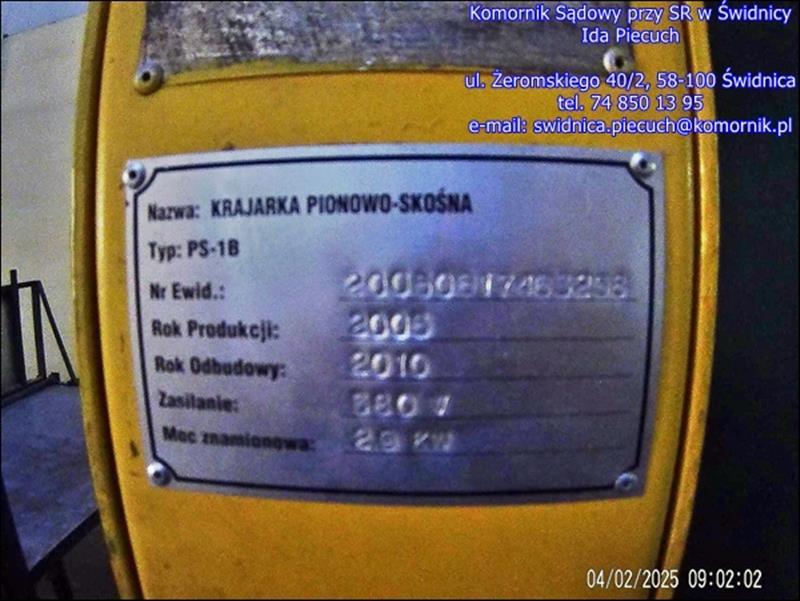 Komornik Sądowy przy SR w Świdnicy
Ida Piecuch
ul. Żeromskiego 40/2, 58-100 Świdnica
tel. 74 850 13 95
e-mail: swidnica.piecuch@komornik.pl
Nazwa: KRAJARKA PIONOWO-SKOŚNA
Typ: PS-1B
Nr Ewid.:
Rok Produkcji: 2005
Rok Odbudowy: 2010
Zasilanie: 380 V
Moc znamionowa: KW
04/02/2025 09:02:02